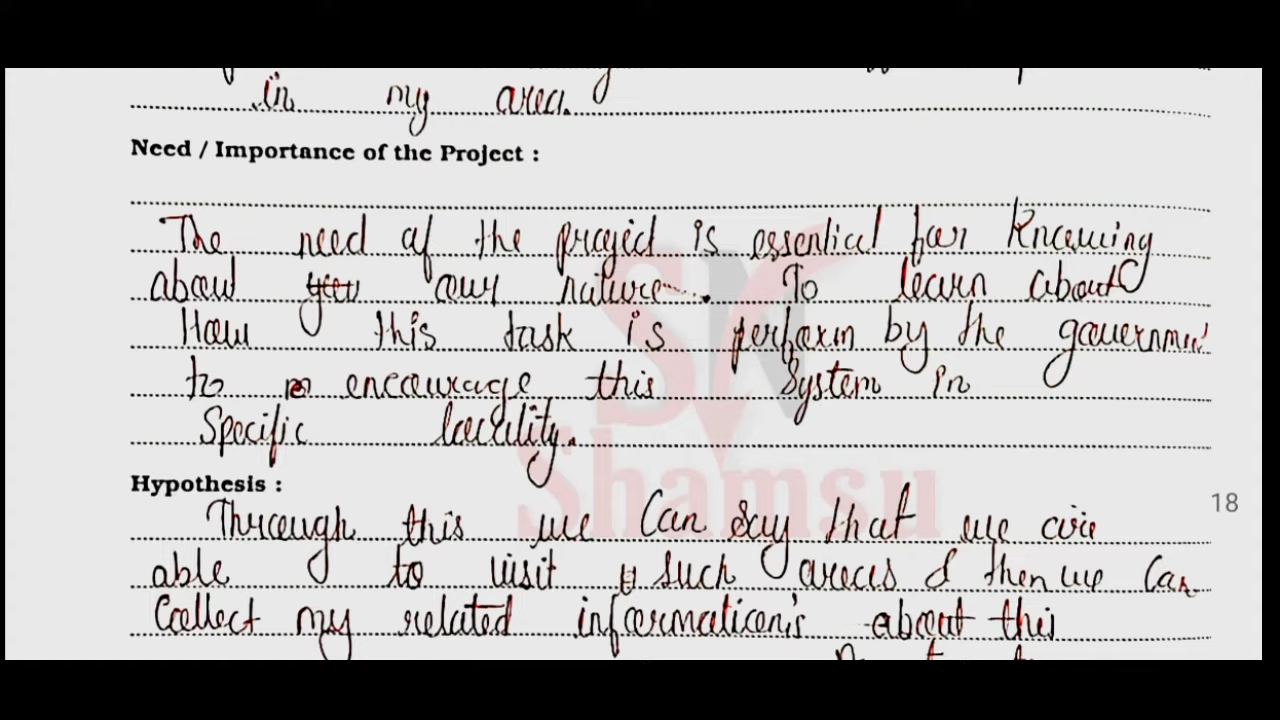 in my area.
Need / Importance of the Project :
The need of the project is essential for Knowing
about our nature. To learn about
How this task is perform by the government
to encourage this System in
Specific locality.
Hypothesis :
18
Through this we Can Say that we are
able to visit such areas & then we Can
Collect my related information's about this
SN
Shamsu